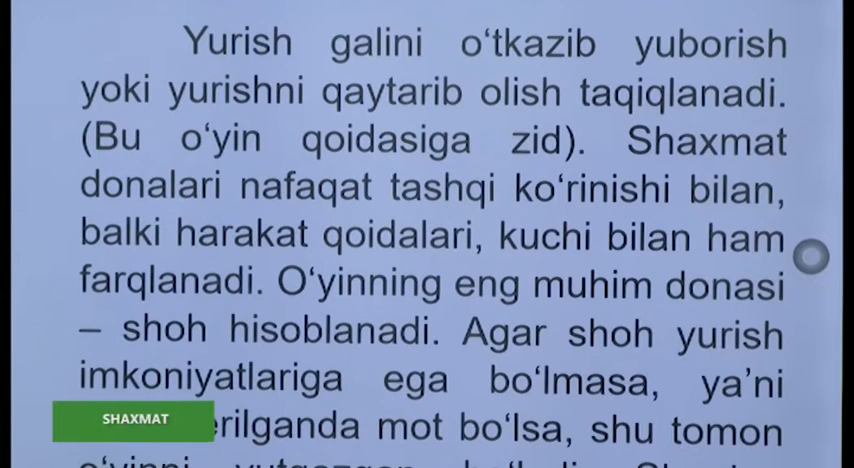 Yurish galini o‘tkazib yuborish
yoki yurishni qaytarib olish taqiqlanadi.
(Bu o‘yin qoidasiga zid). Shaxmat
donalari nafaqat tashqi ko‘rinishi bilan,
balki harakat qoidalari, kuchi bilan ham
farqlanadi. O‘yinning eng muhim donasi
– shoh hisoblanadi. Agar shoh yurish
imkoniyatlariga ega bo‘lmasa, ya’ni
mot bo‘lsa, shu tomon
SHAXMAT